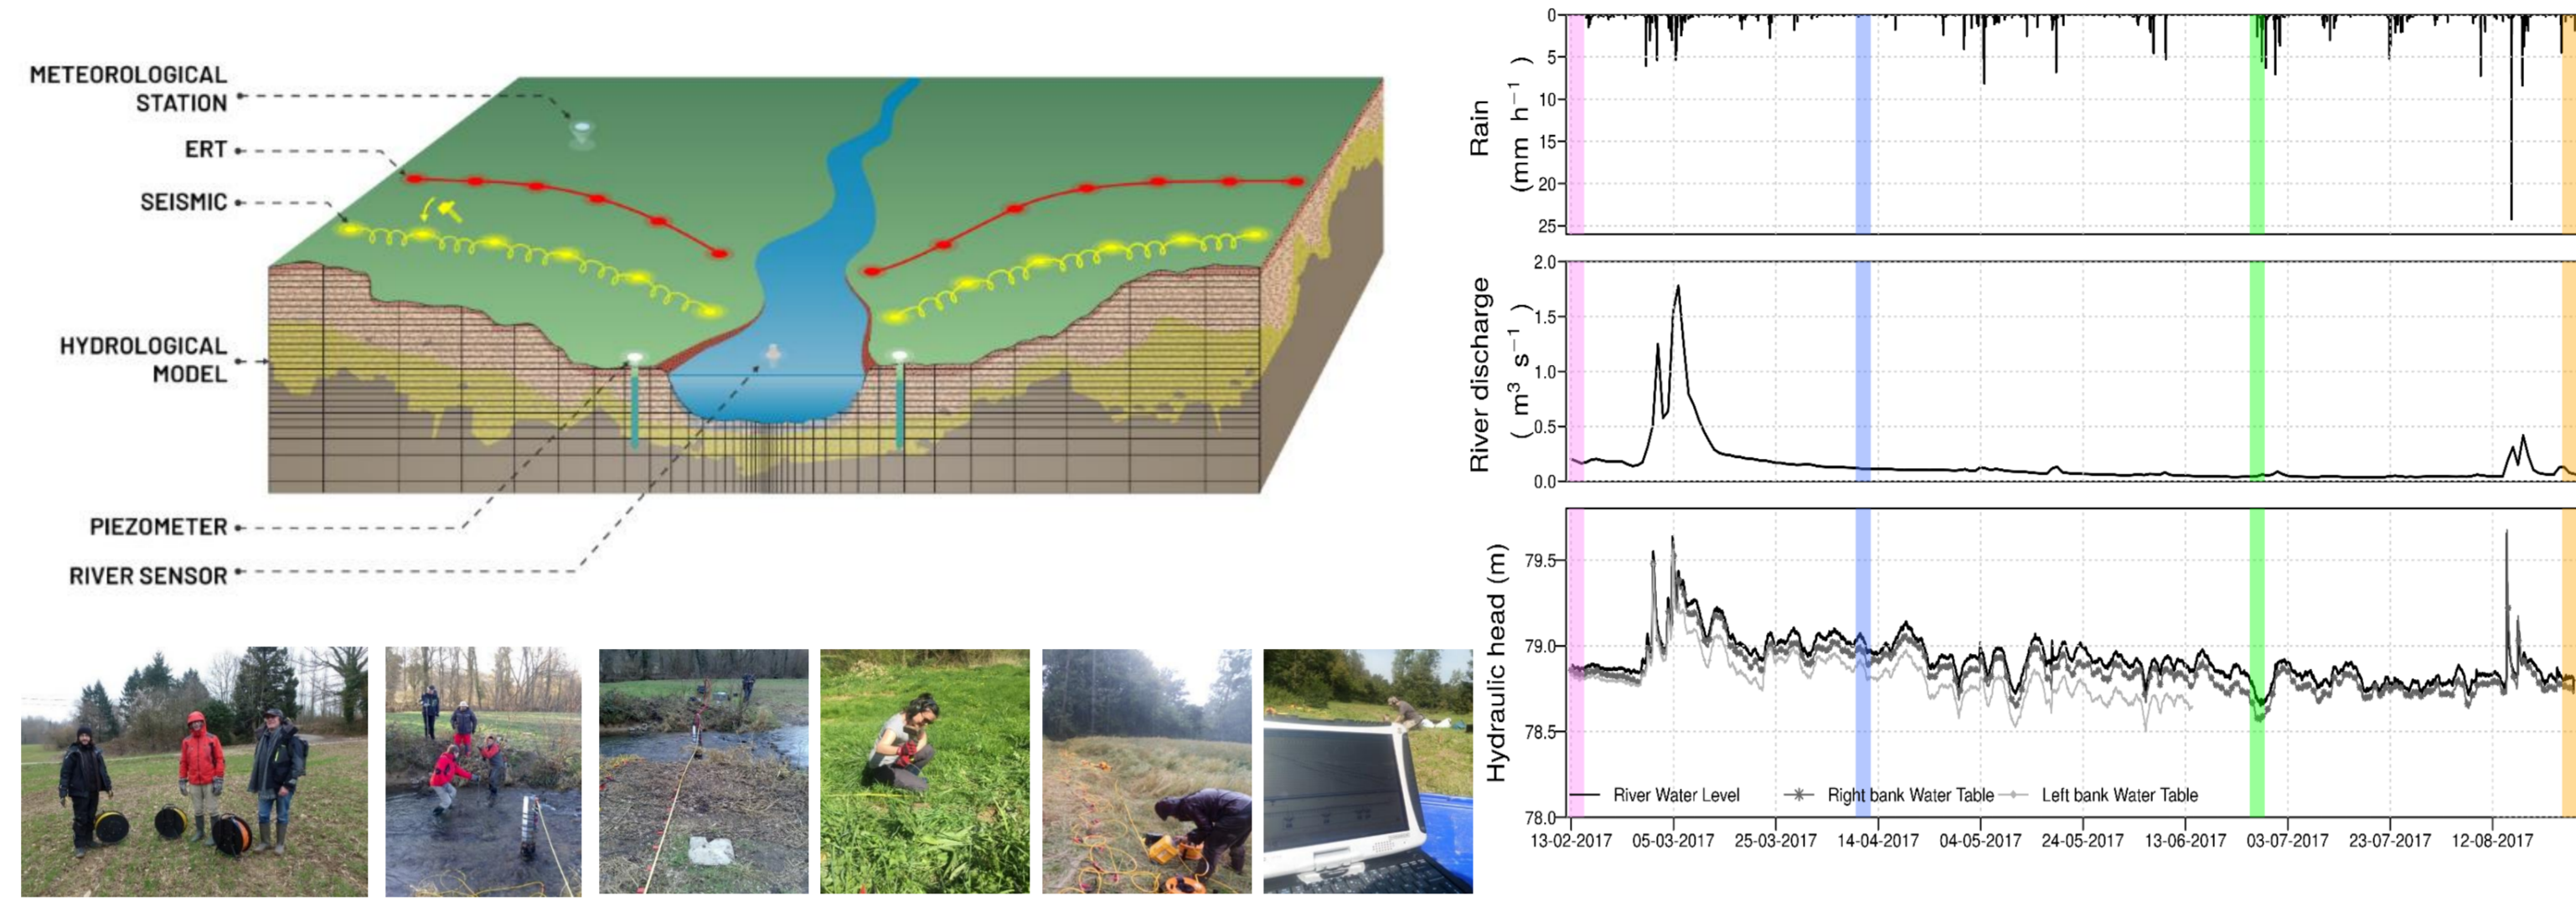 METEOROLOGICAL
STATION
ERT
SEISMIC
HYDROLOGICAL
MODEL
PIEZOMETER
RIVER SENSOR
Rain
(mm h−1 )
0
5
10
15
20
25
River discharge
( m3 s−1 )
2.0
1.5
1.0
0.5
0.0
Hydraulic head (m)
79.5
79.0
78.5
78.0
River Water Level
Right bank Water Table
Left bank Water Table
13-02-2017 05-03-2017 25-03-2017 14-04-2017 04-05-2017 24-05-2017 13-06-2017 03-07-2017 23-07-2017 12-08-2017